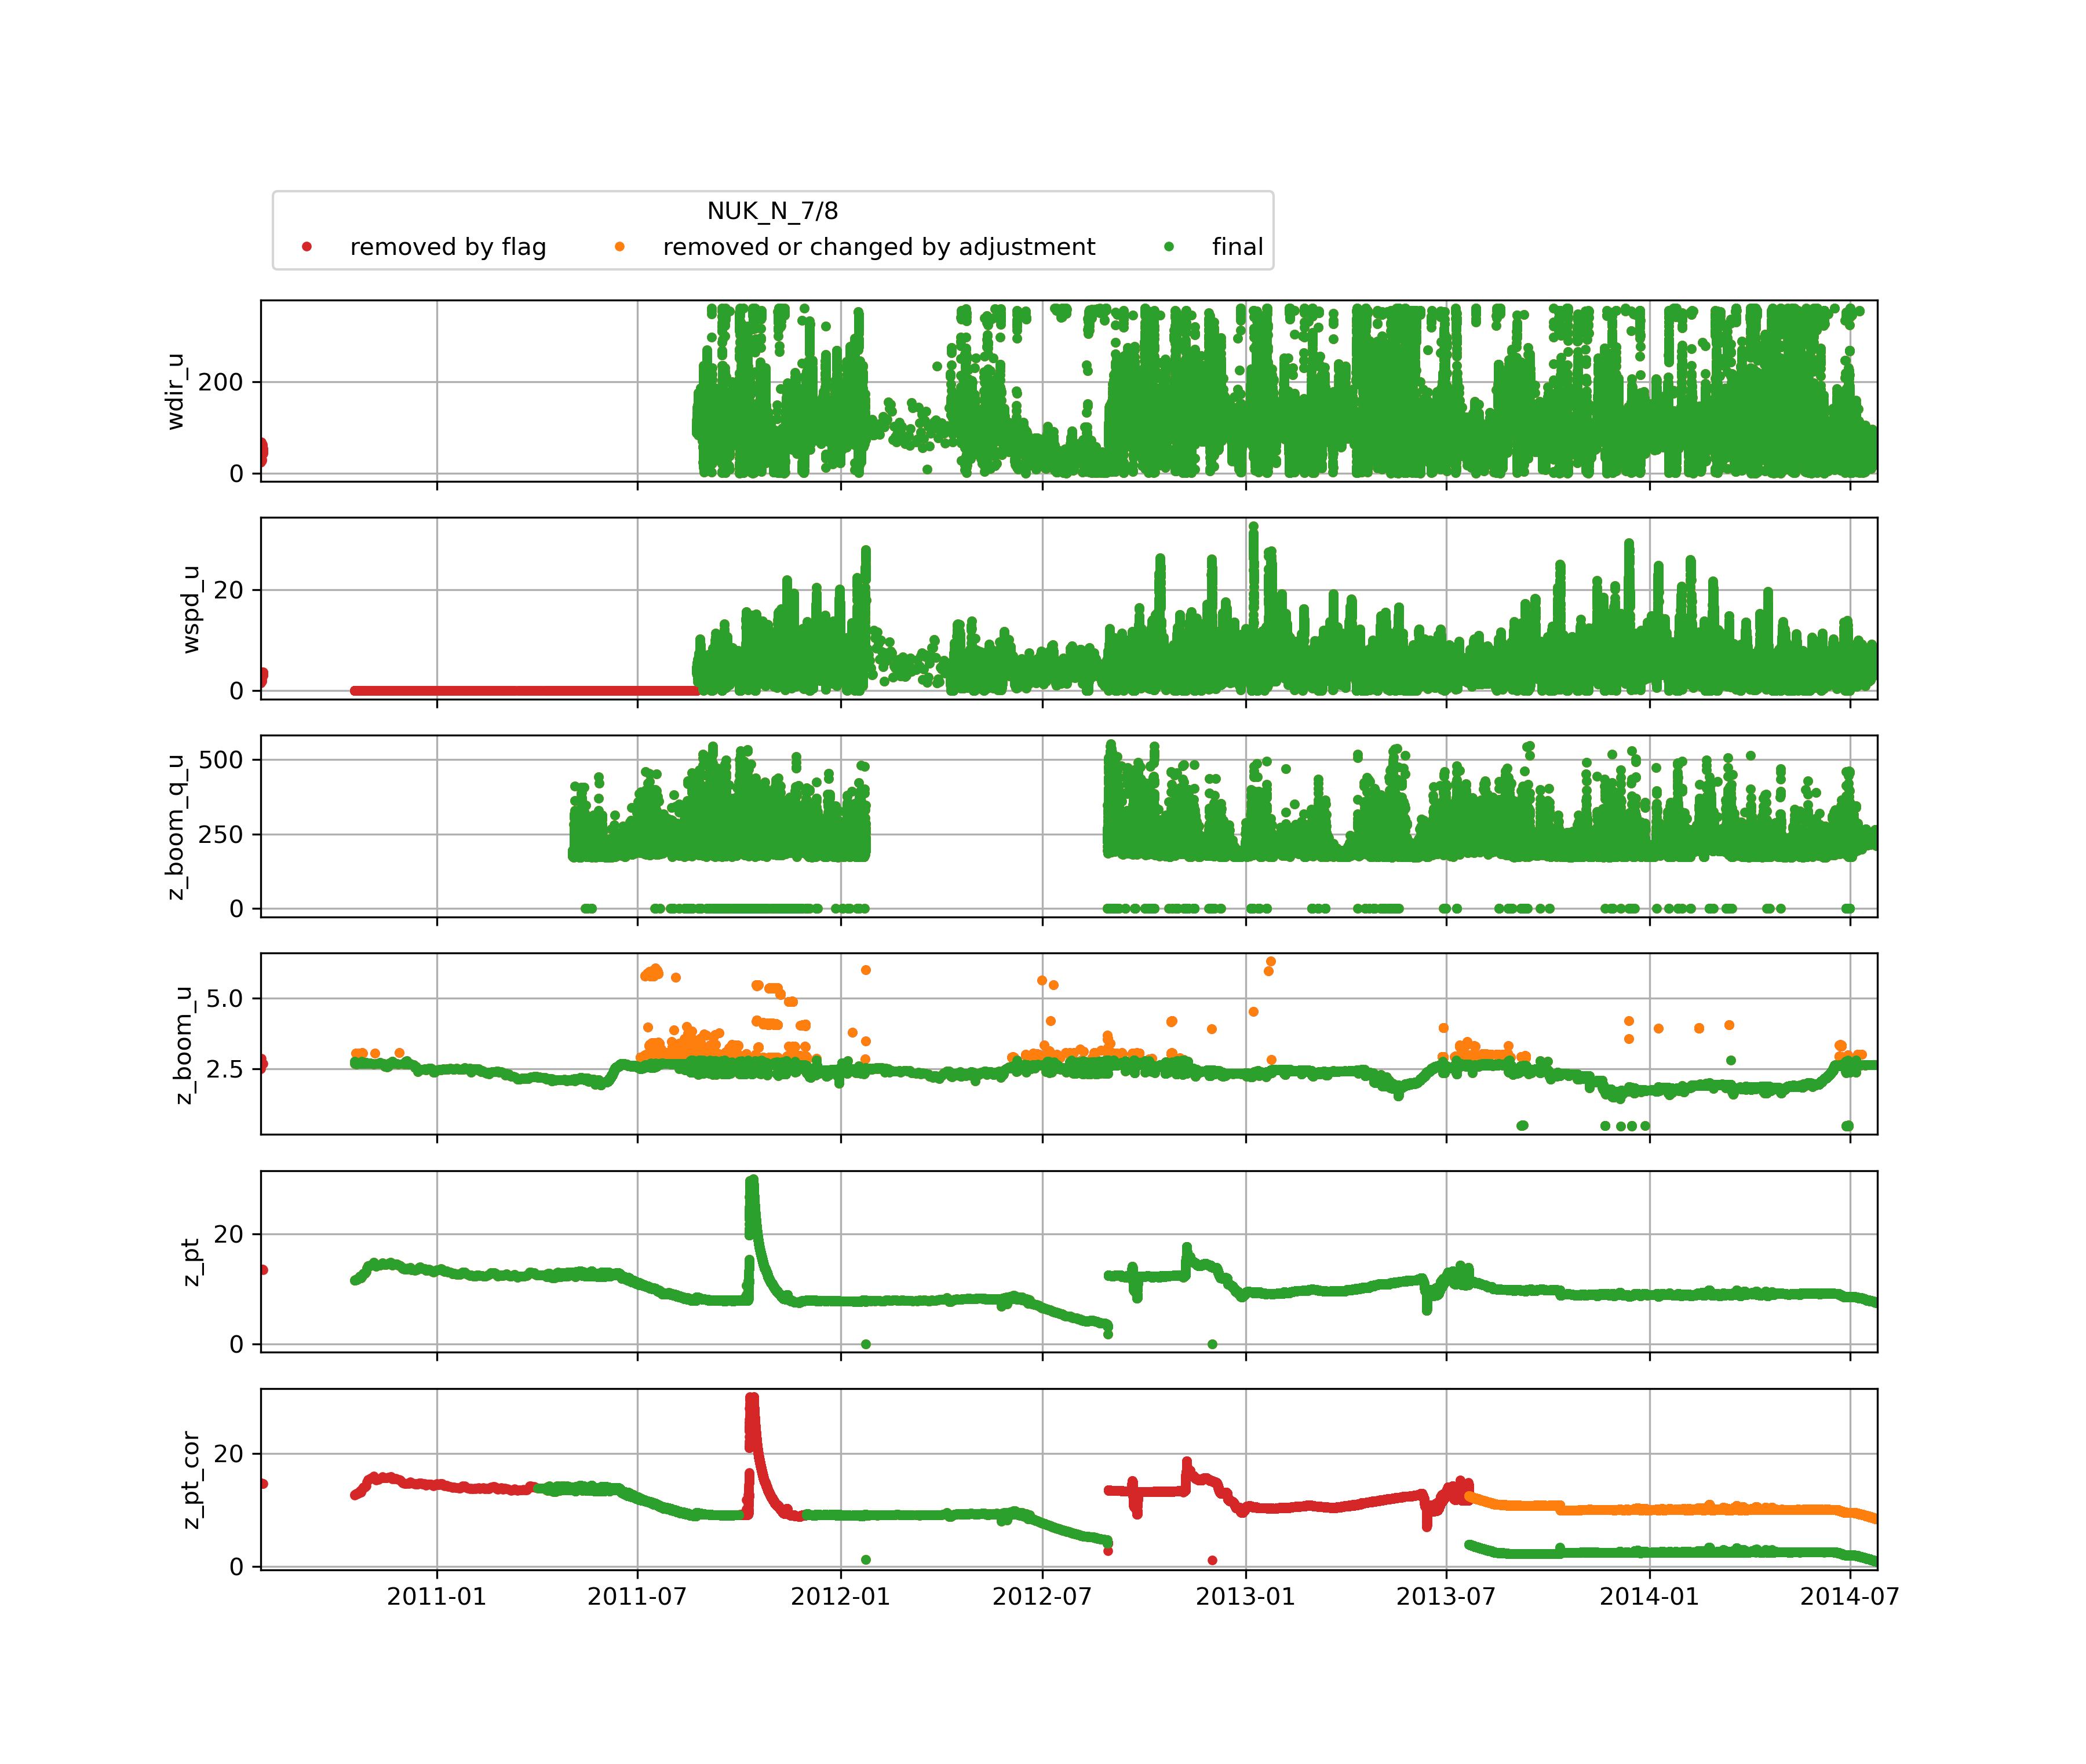 NUK_N_7/8
removed by flag removed or changed by adjustment final
wdir_u
200
0
wspd_u
20
0
z_boom_q_u
500
250
0
z_boom_u
5.0
2.5
z_pt
20
0
z_pt_cor
20
0
2011-01 2011-07 2012-01 2012-07 2013-01 2013-07 2014-01 2014-07